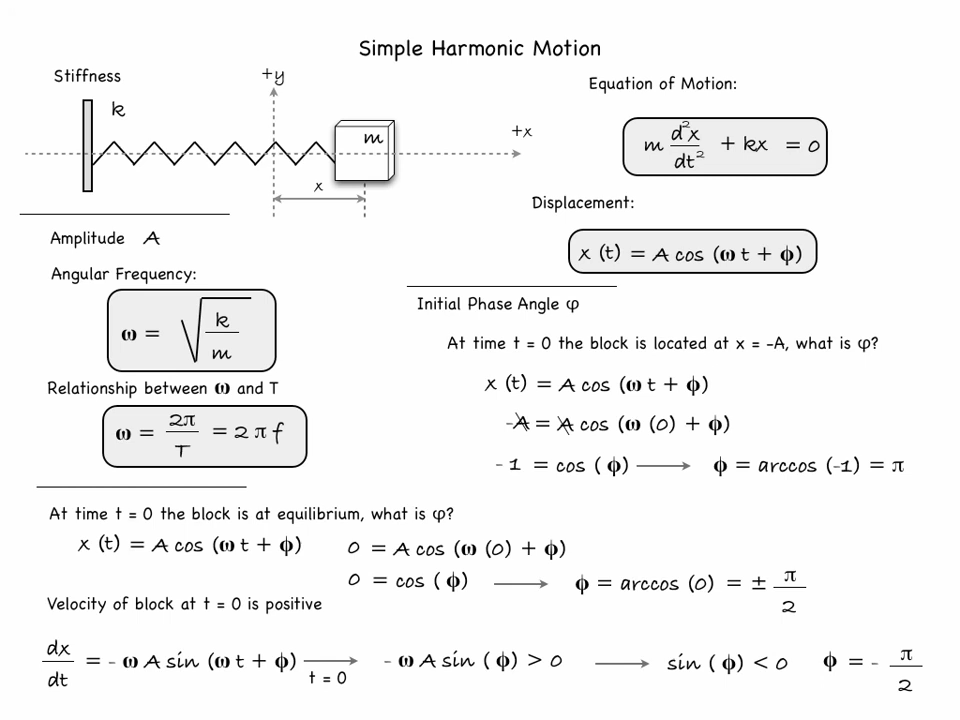 Simple Harmonic Motion
Stiffness
k
+y
m
+x
x
Equation of Motion:
m d²x/dt² + kx = 0
Displacement:
x (t) = A cos (ω t + ϕ)
Amplitude A
Angular Frequency:
ω = √(k/m)
Relationship between ω and T
ω = 2π/T = 2 π f
Initial Phase Angle φ
At time t = 0 the block is located at x = -A, what is φ?
x (t) = A cos (ω t + ϕ)
-A = A cos (ω (0) + ϕ)
- 1 = cos ( ϕ) ⟶ ϕ = arccos (-1) = π
At time t = 0 the block is at equilibrium, what is φ?
x (t) = A cos (ω t + ϕ)
0 = A cos (ω (0) + ϕ)
0 = cos ( ϕ) ⟶ ϕ = arccos (0) = ± π/2
Velocity of block at t = 0 is positive
dx/dt = - ω A sin (ω t + ϕ) ⟶ t = 0 - ω A sin ( ϕ) > 0 ⟶ sin ( ϕ) < 0 ϕ = - π/2